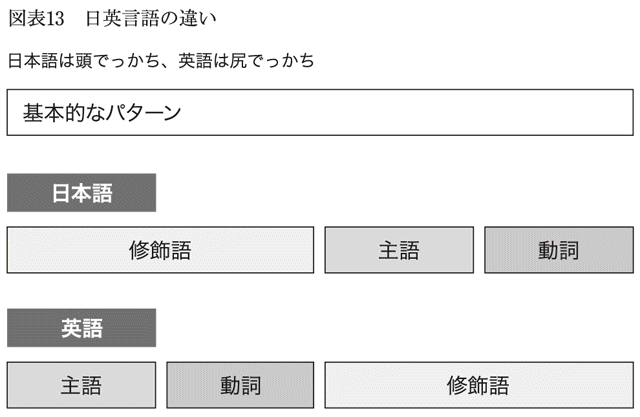 図表13　日英言語の違い
日本語は頭でっかち、英語は尻でっかち
基本的なパターン
日本語
修飾語　主語　動詞
英語
主語　動詞　修飾語